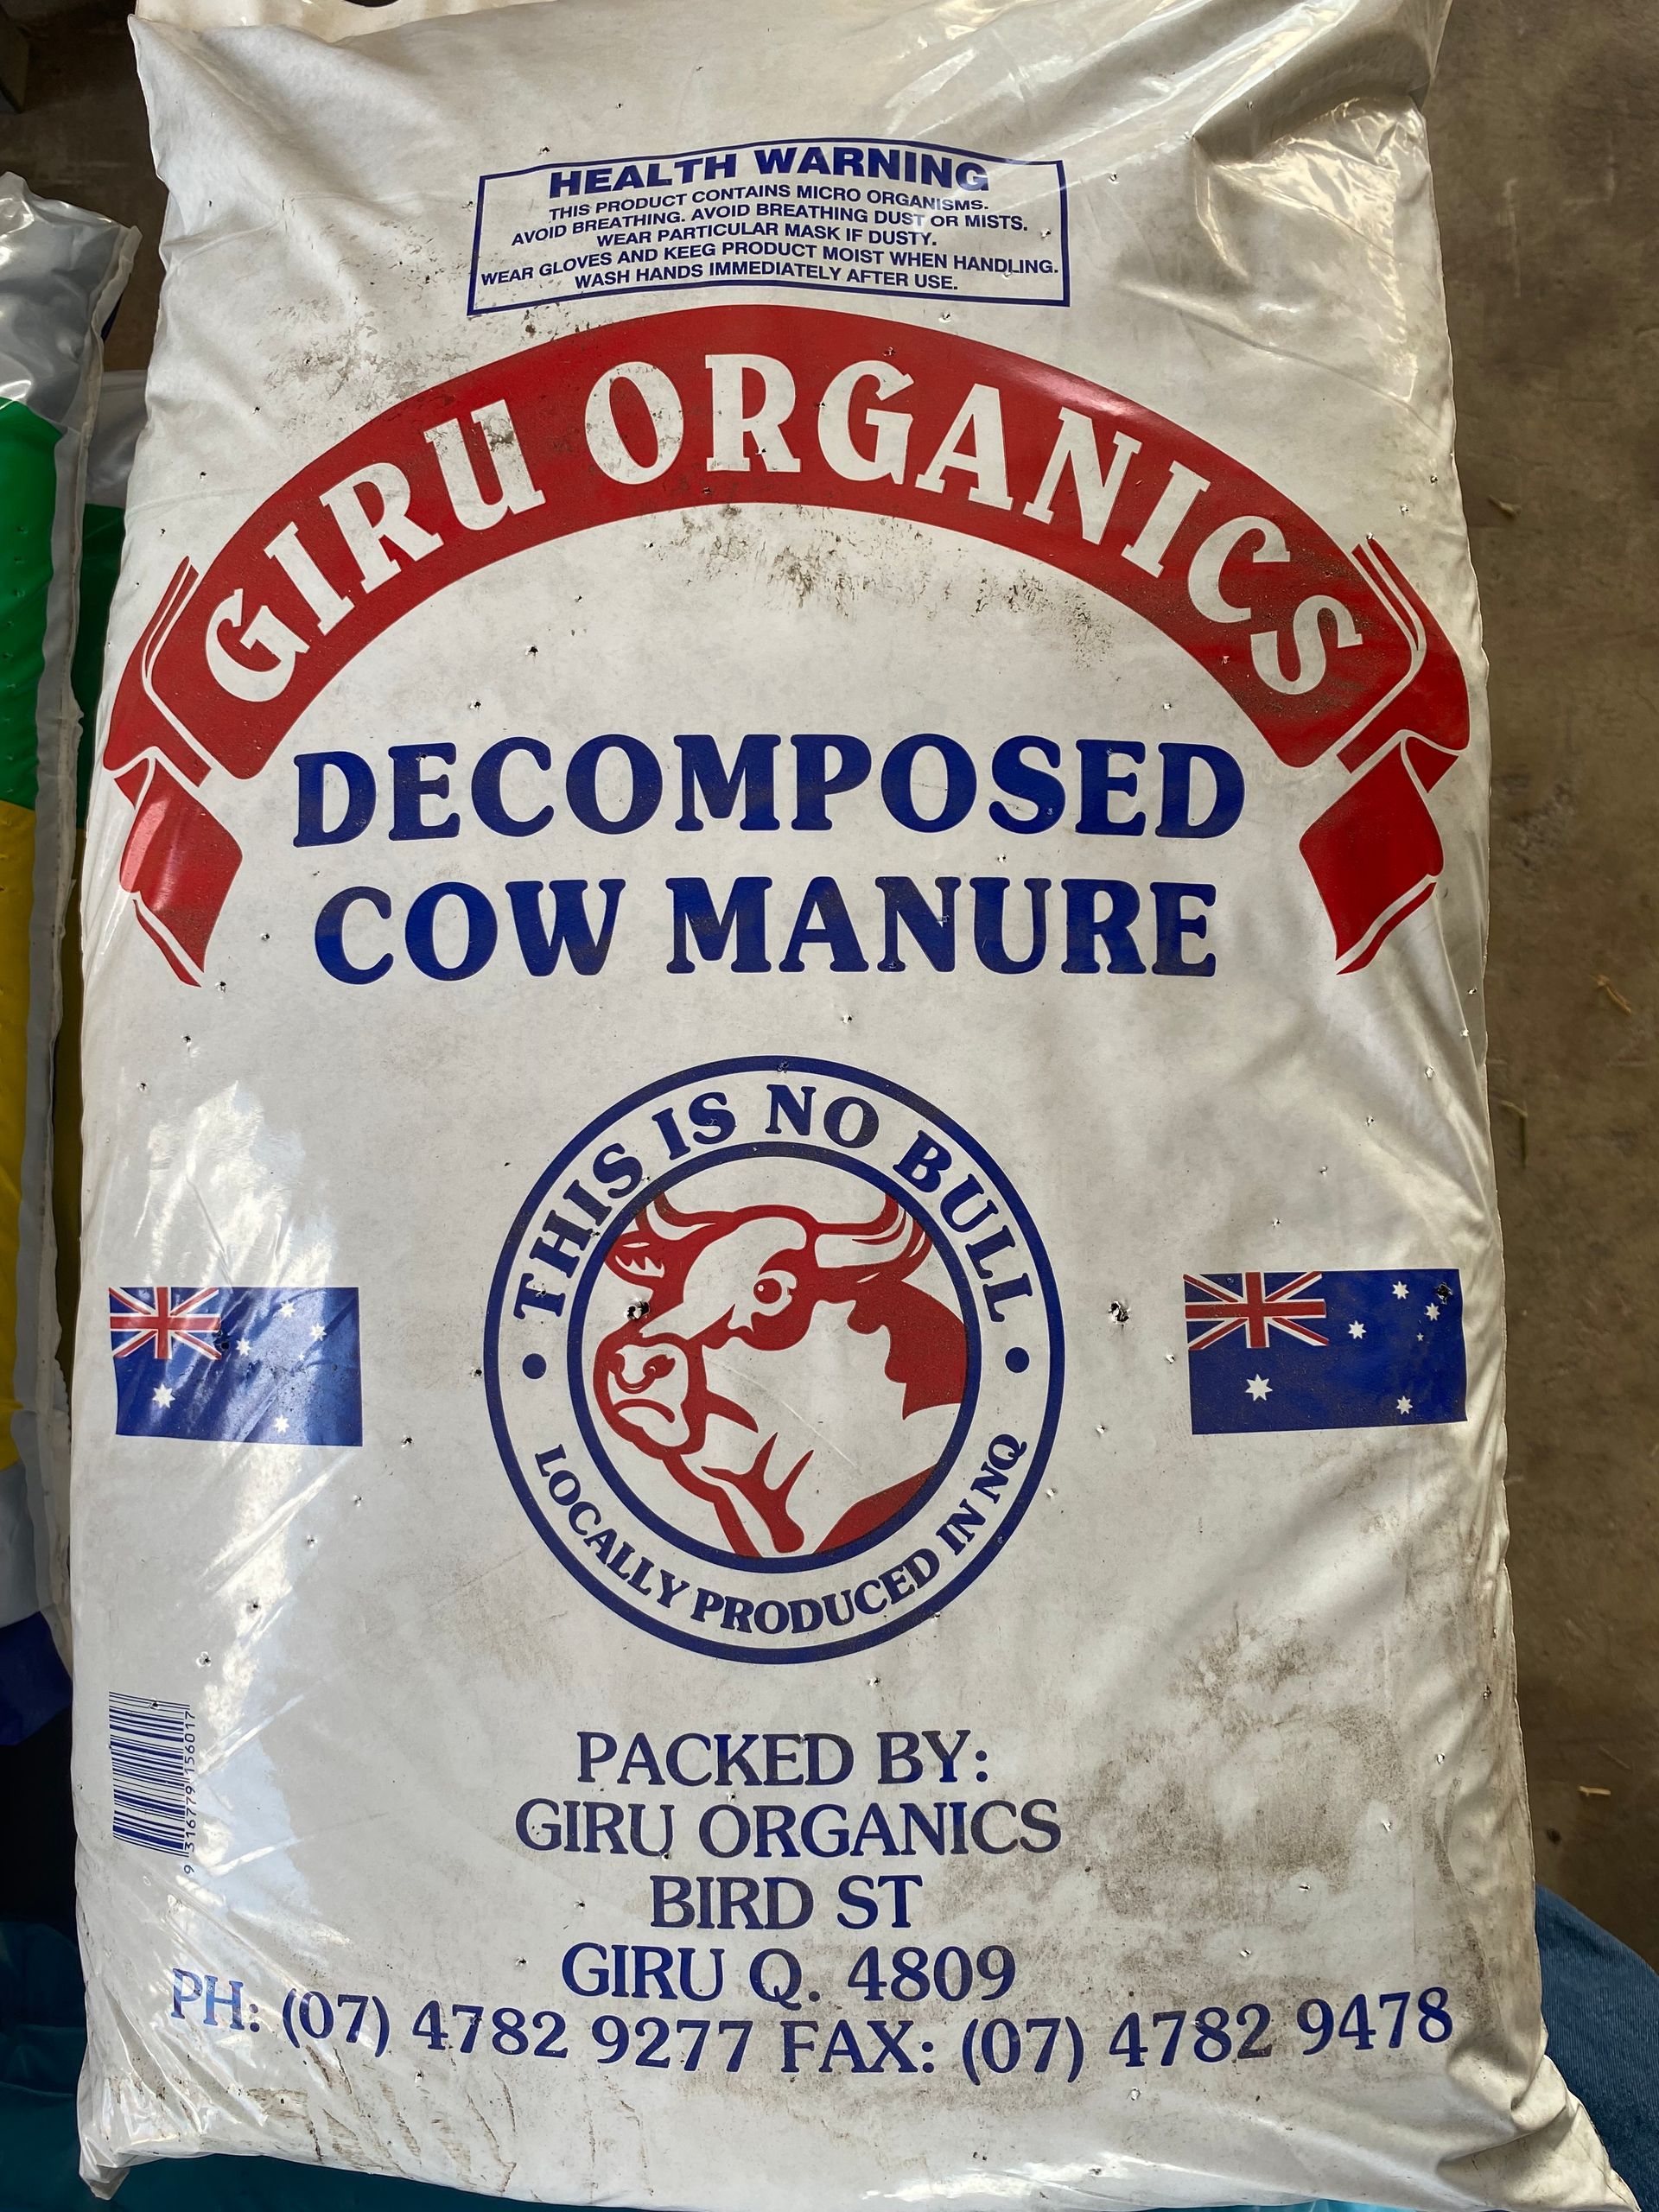 HEALTH WARNING
THIS PRODUCT CONTAINS MICRO ORGANISMS.
AVOID BREATHING. AVOID BREATHING DUST OR MISTS.
WEAR PARTICULAR MASK IF DUSTY.
WEAR GLOVES AND KEEG PRODUCT MOIST WHEN HANDLING.
WASH HANDS IMMEDIATELY AFTER USE.
GIRU ORGANICS
DECOMPOSED
COW MANURE
• THIS IS NO BULL •
LOCALLY PRODUCED IN NQ
9 316779 156017
PACKED BY:
GIRU ORGANICS
BIRD ST
GIRU Q. 4809
PH: (07) 4782 9277 FAX: (07) 4782 9478